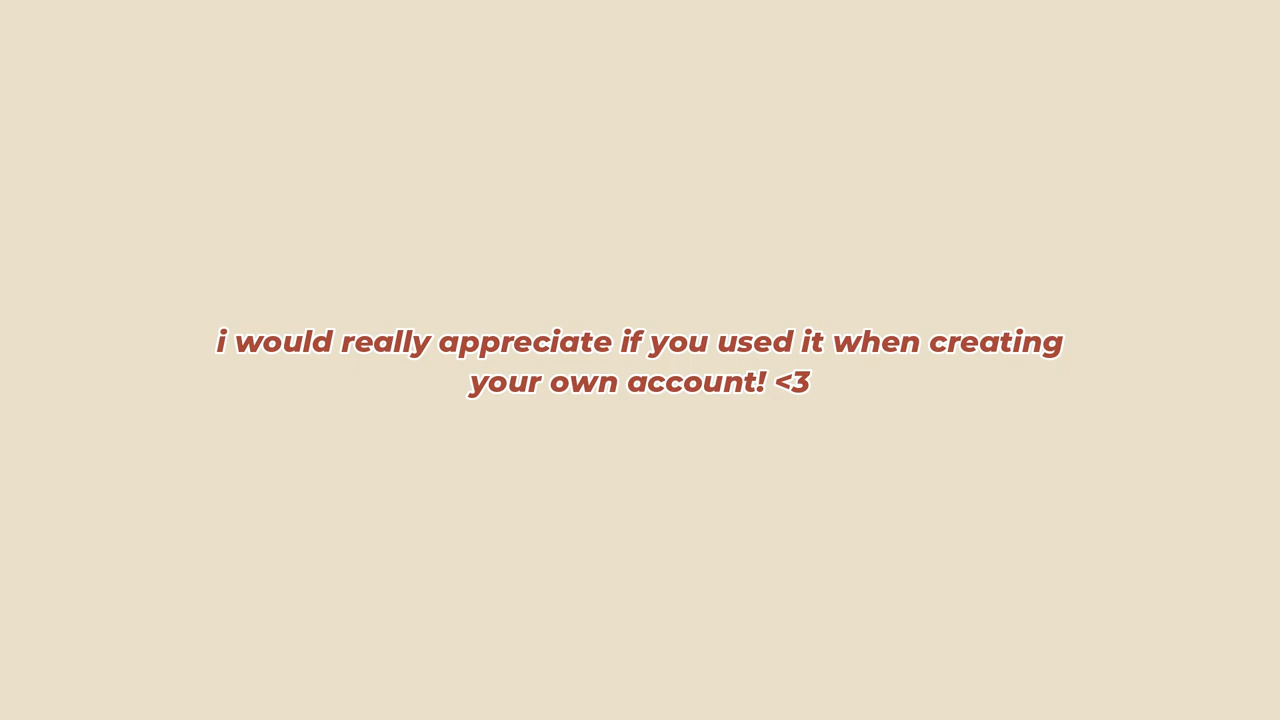 i would really appreciate if you used it when creating
your own account! <3